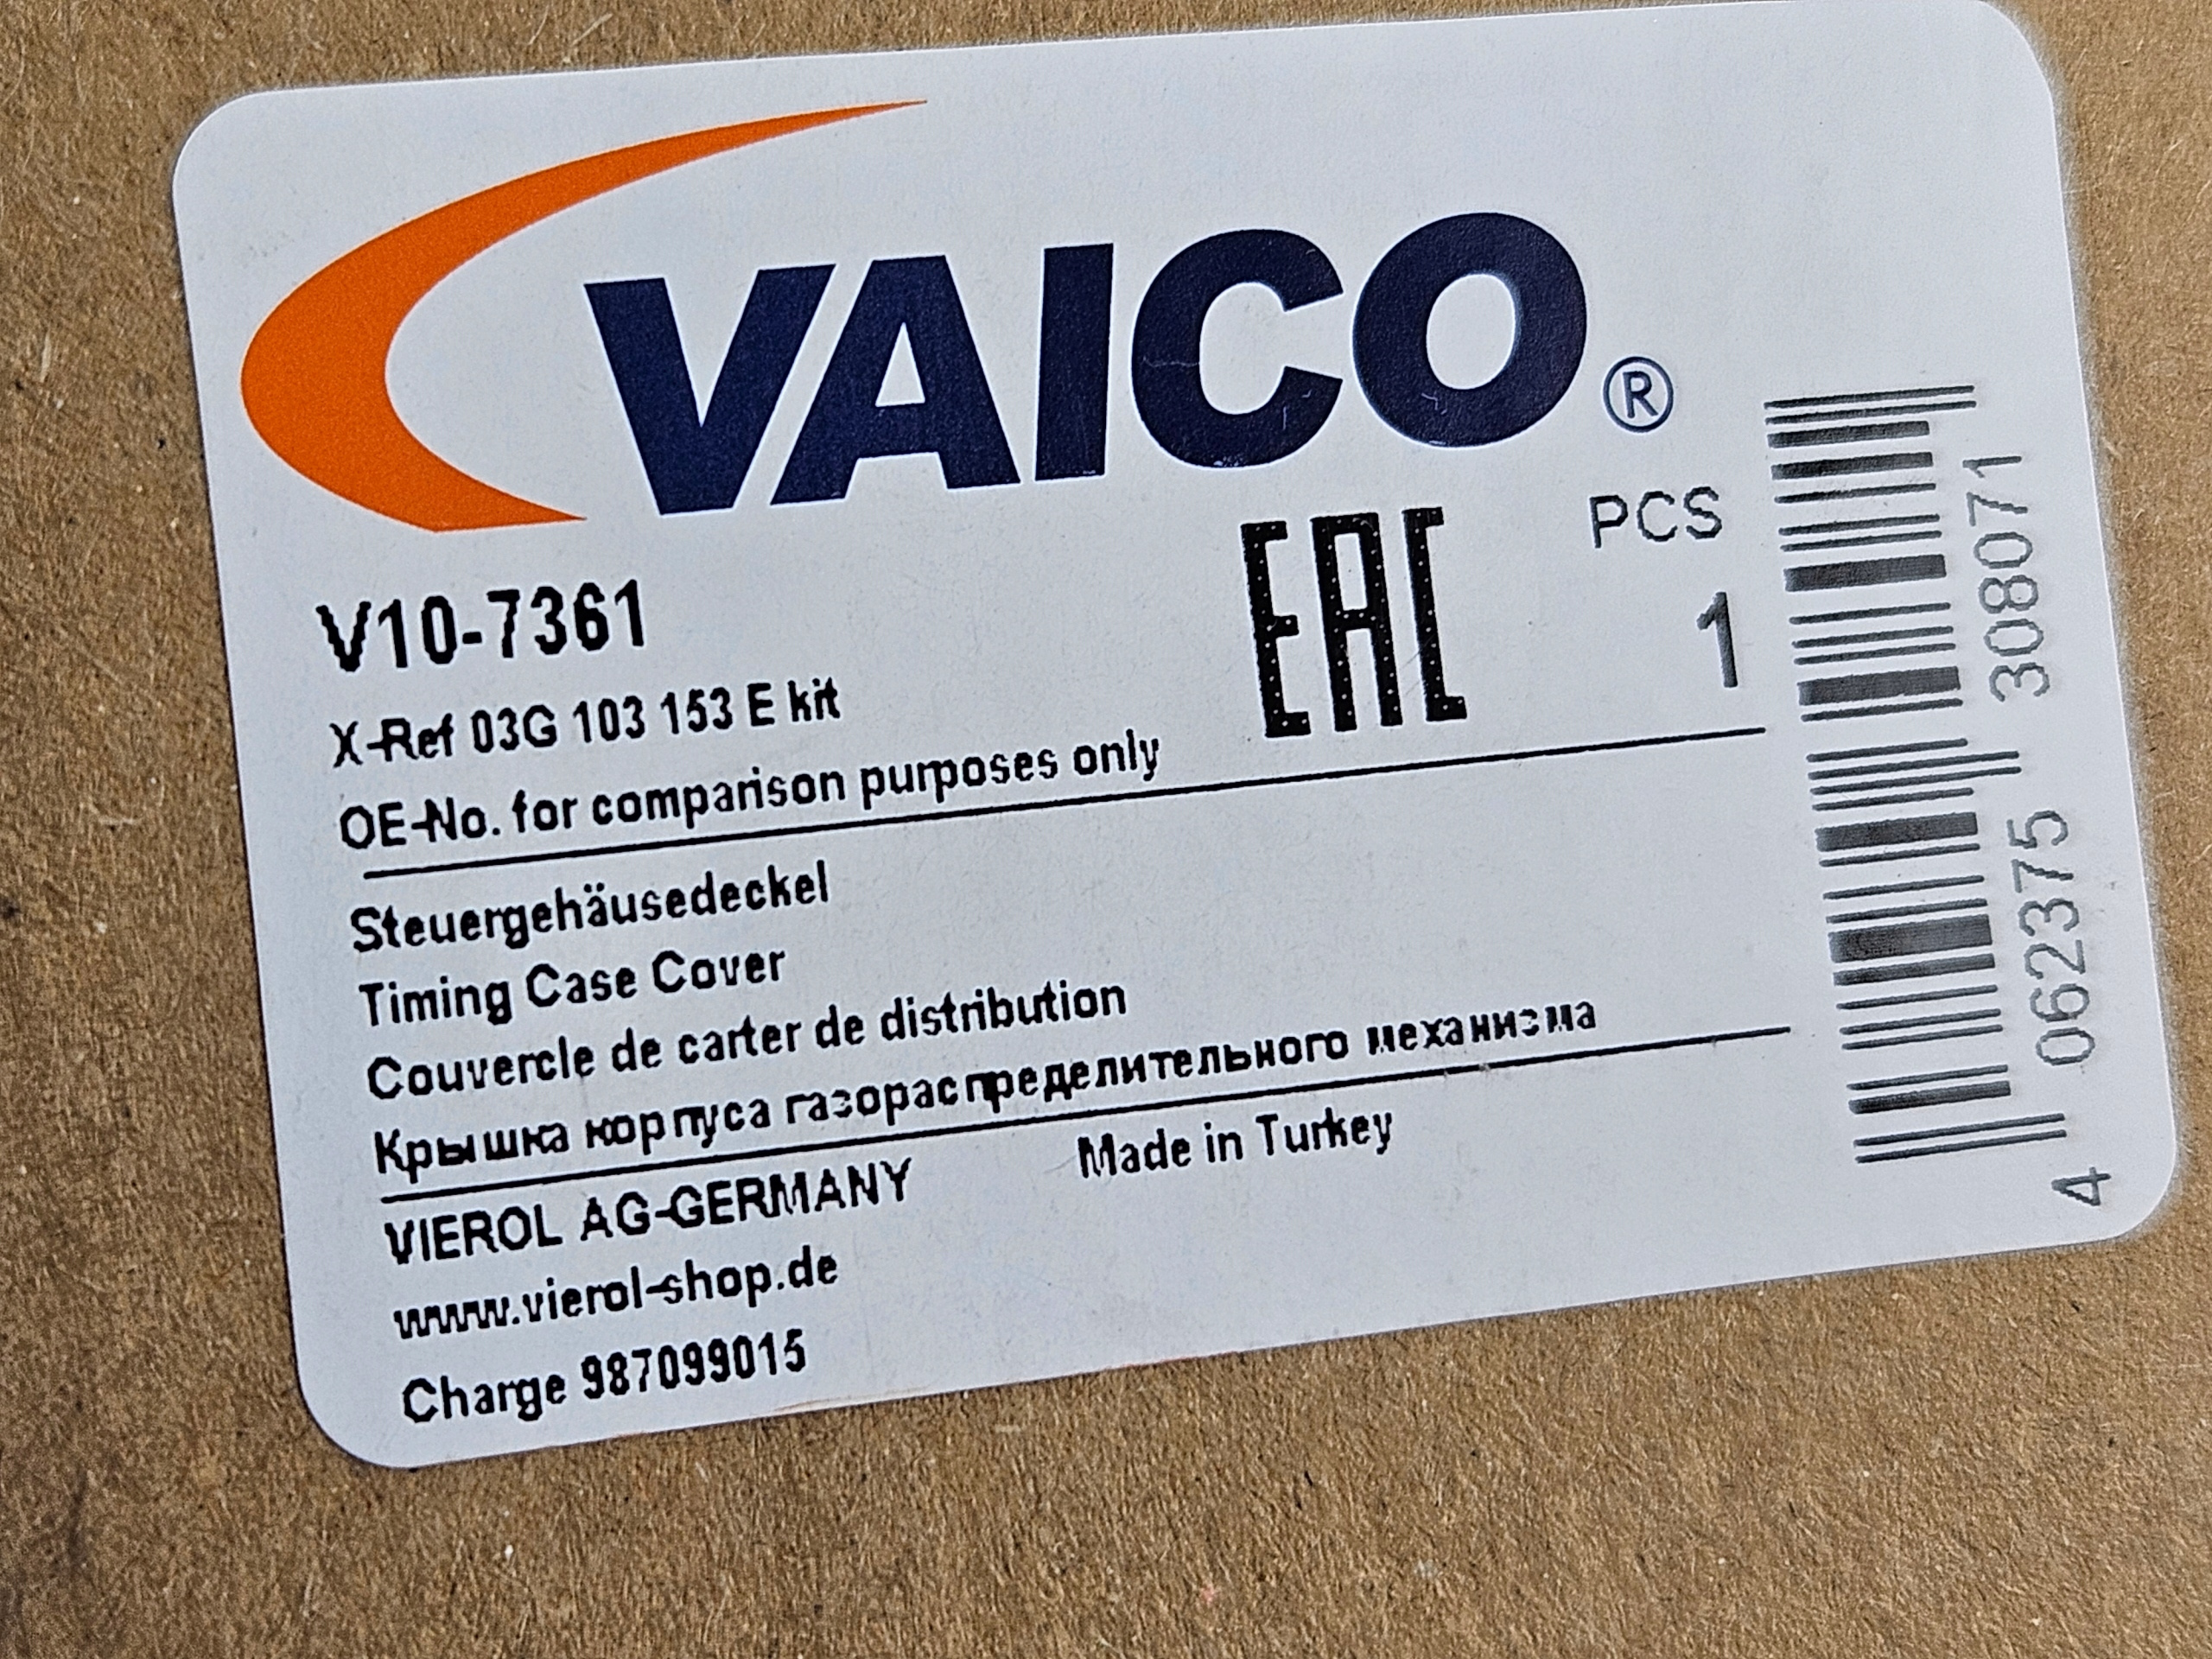 VAICO®
EAC
PCS
1
V10-7361
X-Ref 03G 103 153 E kit
OE-No. for comparison purposes only
Steuergehäusedeckel
Timing Case Cover
Couvercle de carter de distribution
Крышка корпуса газораспределительного механизма
VIEROL AG-GERMANY
Made in Turkey
www.vierol-shop.de
Charge 987099015
4 062375 308071